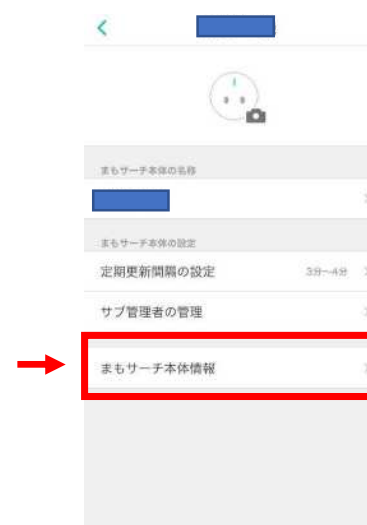 まもサーチ本体の名称
まもサーチ本体の設定
定期更新間隔の設定 3分〜4分
サブ管理者の管理
まもサーチ本体情報